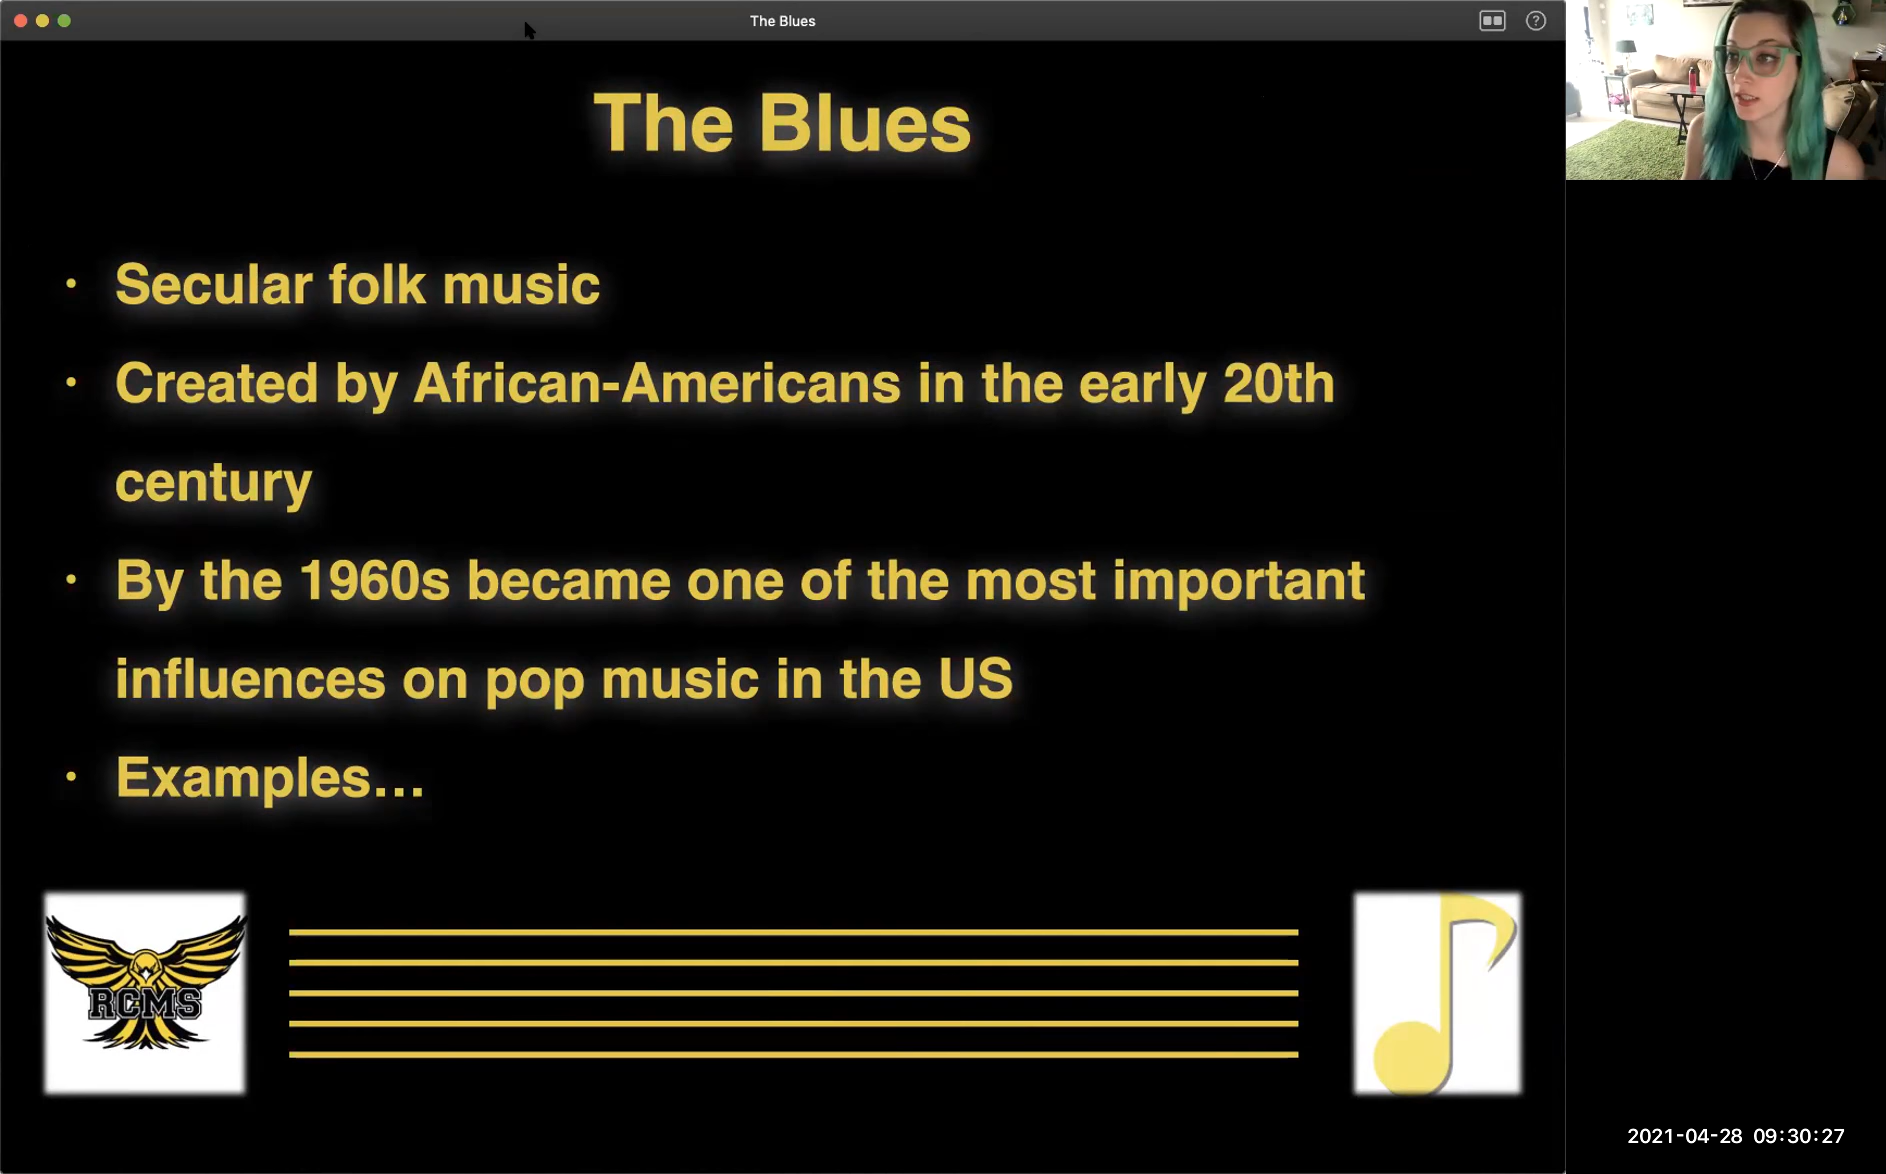 The Blues
The Blues
• Secular folk music
• Created by African-Americans in the early 20th
century
• By the 1960s became one of the most important
influences on pop music in the US
• Examples...
RCMS
2021-04-28 09:30:27